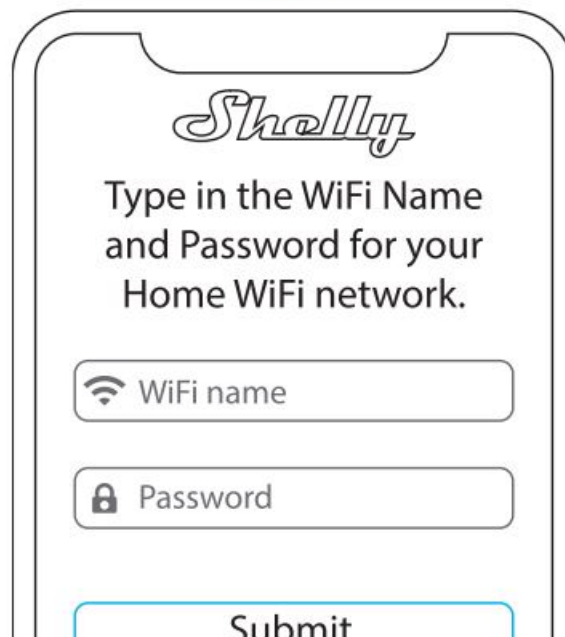 Shelly
Type in the WiFi Name
and Password for your
Home WiFi network.
WiFi name
Password
Submit